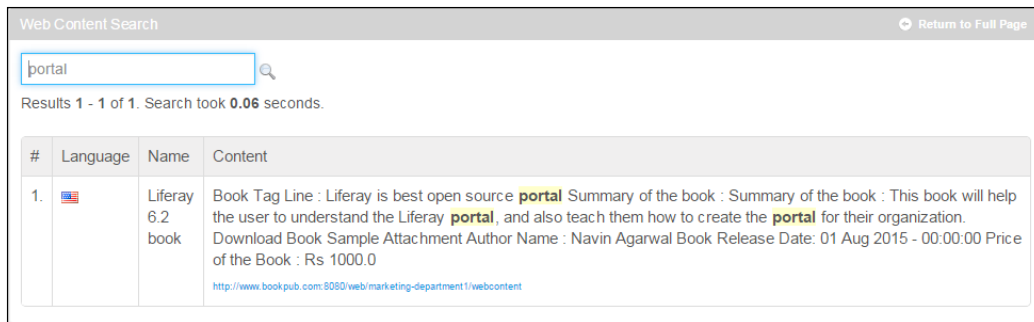 Web Content Search
Return to Full Page
portal
Results 1 - 1 of 1. Search took 0.06 seconds.
# Language Name Content
1. Liferay 6.2 book
Book Tag Line : Liferay is best open source portal Summary of the book : Summary of the book : This book will help
the user to understand the Liferay portal, and also teach them how to create the portal for their organization.
Download Book Sample Attachment Author Name : Navin Agarwal Book Release Date: 01 Aug 2015 - 00:00:00 Price
of the Book : Rs 1000.0
http://www.bookpub.com:8080/web/marketing-department1/webcontent